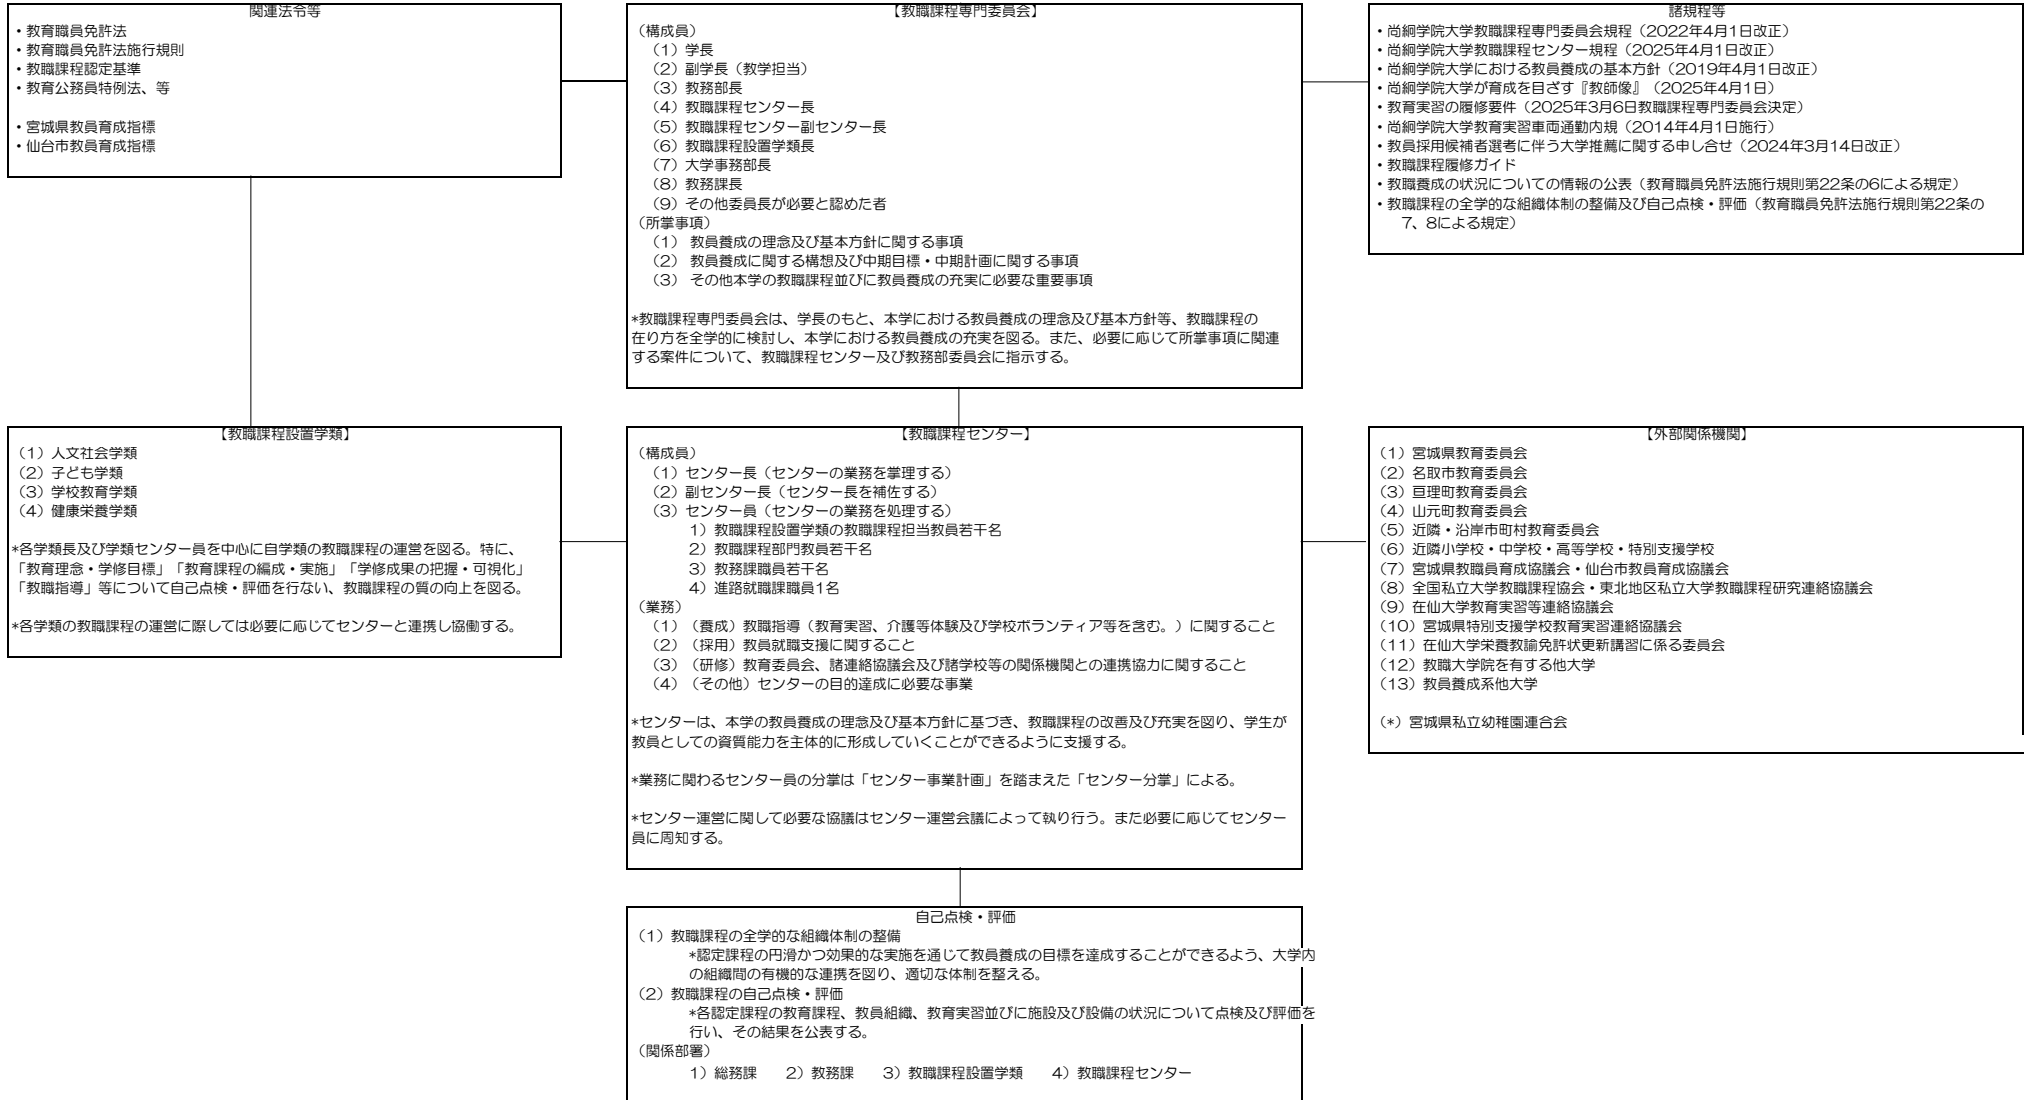 関連法令等
・教育職員免許法
・教育職員免許法施行規則
・教職課程認定基準
・教育公務員特例法、等
・宮城県教員育成指標
・仙台市教員育成指標
【教職課程専門委員会】
（構成員）
（1）学長
（2）副学長（教学担当）
（3）教務部長
（4）教職課程センター長
（5）教職課程センター副センター長
（6）教職課程設置学類長
（7）大学事務部長
（8）教務課長
（9）その他委員長が必要と認めた者
（所掌事項）
（1） 教員養成の理念及び基本方針に関する事項
（2） 教員養成に関する構想及び中期目標・中期計画に関する事項
（3） その他本学の教職課程並びに教員養成の充実に必要な重要事項
*教職課程専門委員会は、学長のもと、本学における教員養成の理念及び基本方針等、教職課程の
在り方を全学的に検討し、本学における教員養成の充実を図る。また、必要に応じて所掌事項に関連
する案件について、教職課程センター及び教務部委員会に指示する。
諸規程等
・尚絅学院大学教職課程専門委員会規程（2022年4月1日改正）
・尚絅学院大学教職課程センター規程（2025年4月1日改正）
・尚絅学院大学における教員養成の基本方針（2019年4月1日改正）
・尚絅学院大学が育成を目ざす『教師像』（2025年4月1日）
・教育実習の履修要件（2025年3月6日教職課程専門委員会決定）
・尚絅学院大学教育実習車両通勤内規（2014年4月1日施行）
・教員採用候補者選考に伴う大学推薦に関する申し合せ（2024年3月14日改正）
・教職課程履修ガイド
・教職養成の状況についての情報の公表（教育職員免許法施行規則第22条の6による規定）
・教職課程の全学的な組織体制の整備及び自己点検・評価（教育職員免許法施行規則第22条の
7、8による規定）
【教職課程設置学類】
（1）人文社会学類
（2）子ども学類
（3）学校教育学類
（4）健康栄養学類
*各学類長及び学類センター員を中心に自学類の教職課程の運営を図る。特に、
「教育理念・学修目標」「教育課程の編成・実施」「学修成果の把握・可視化」
「教職指導」等について自己点検・評価を行ない、教職課程の質の向上を図る。
*各学類の教職課程の運営に際しては必要に応じてセンターと連携し協働する。
【教職課程センター】
（構成員）
（1）センター長（センターの業務を掌理する）
（2）副センター長（センター長を補佐する）
（3）センター員（センターの業務を処理する）
1）教職課程設置学類の教職課程担当教員若干名
2）教職課程部門教員若干名
3）教務課職員若干名
4）進路就職課職員1名
（業務）
（1）（養成）教職指導（教育実習、介護等体験及び学校ボランティア等を含む。）に関すること
（2）（採用）教員就職支援に関すること
（3）（研修）教育委員会、諸連絡協議会及び諸学校等の関係機関との連携協力に関すること
（4）（その他）センターの目的達成に必要な事業
*センターは、本学の教員養成の理念及び基本方針に基づき、教職課程の改善及び充実を図り、学生が
教員としての資質能力を主体的に形成していくことができるように支援する。
*業務に関わるセンター員の分掌は「センター事業計画」を踏まえた「センター分掌」による。
*センター運営に関して必要な協議はセンター運営会議によって執り行う。また必要に応じてセンター
員に周知する。
【外部関係機関】
（1）宮城県教育委員会
（2）名取市教育委員会
（3）亘理町教育委員会
（4）山元町教育委員会
（5）近隣・沿岸市町村教育委員会
（6）近隣小学校・中学校・高等学校・特別支援学校
（7）宮城県教職員育成協議会・仙台市教員育成協議会
（8）全国私立大学教職課程協会・東北地区私立大学教職課程研究連絡協議会
（9）在仙大学教育実習等連絡協議会
（10）宮城県特別支援学校教育実習連絡協議会
（11）在仙大学栄養教諭免許状更新講習に係る委員会
（12）教職大学院を有する他大学
（13）教員養成系他大学
（*）宮城県私立幼稚園連合会
自己点検・評価
（1）教職課程の全学的な組織体制の整備
*認定課程の円滑かつ効果的な実施を通じて教員養成の目標を達成することができるよう、大学内
の組織間の有機的な連携を図り、適切な体制を整える。
（2）教職課程の自己点検・評価
*各認定課程の教育課程、教員組織、教育実習並びに施設及び設備の状況について点検及び評価を
行い、その結果を公表する。
（関係部署）
1）総務課　2）教務課　3）教職課程設置学類　4）教職課程センター